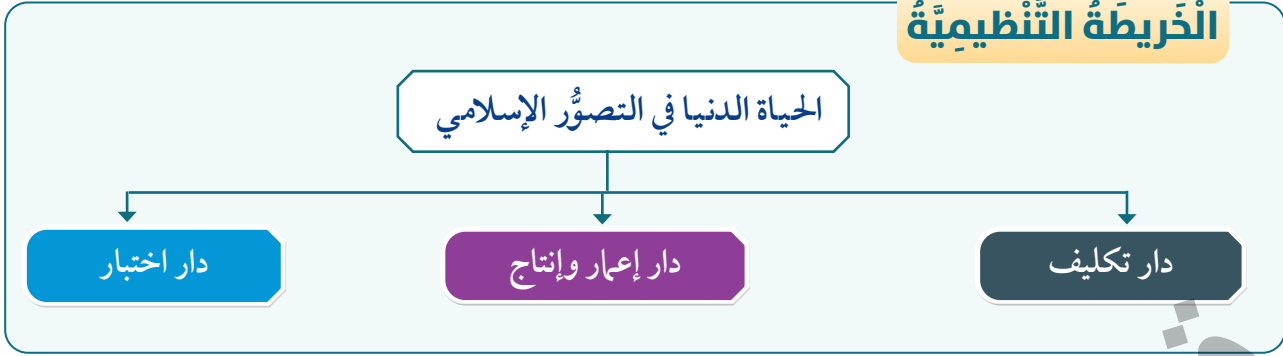 الْخَرِيطَةُ التَّنْظِيمِيَّةُ
الحياة الدنيا في التصوُّر الإسلامي
دار تكليف
دار إعمار وإنتاج
دار اختبار